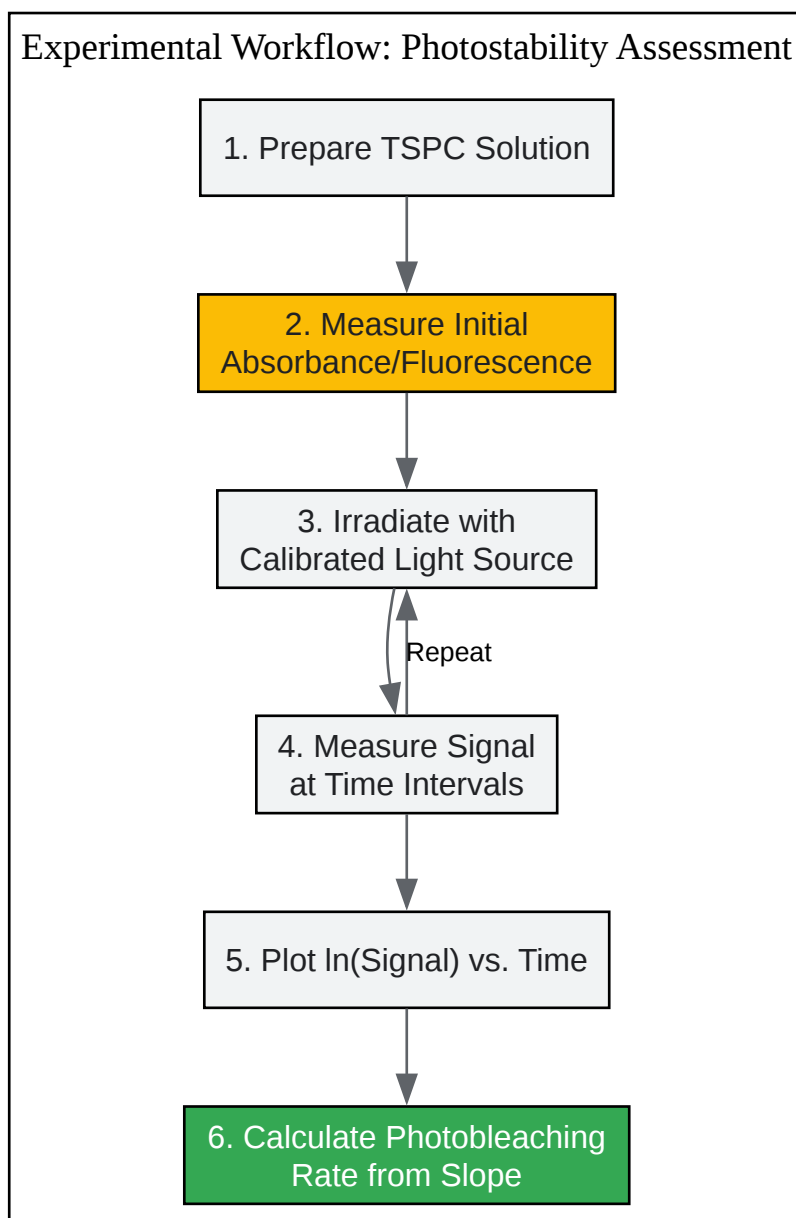 Experimental Workflow: Photostability Assessment
1. Prepare TSPC Solution
2. Measure Initial
Absorbance/Fluorescence
3. Irradiate with
Calibrated Light Source
Repeat
4. Measure Signal
at Time Intervals
5. Plot ln(Signal) vs. Time
6. Calculate Photobleaching
Rate from Slope